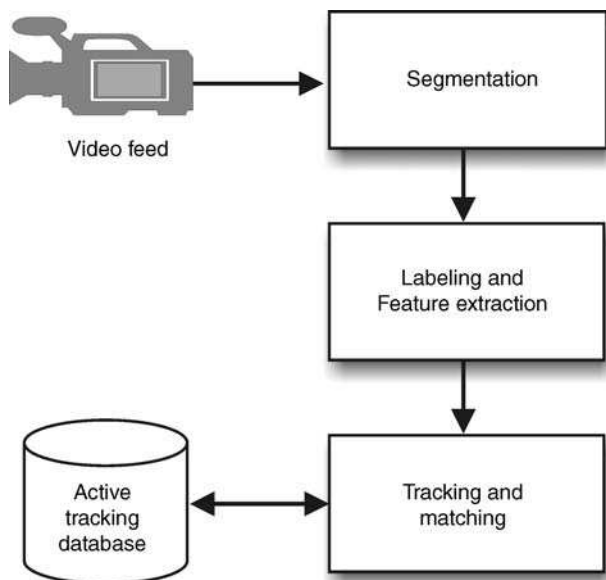 Segmentation
Video feed
Labeling and
Feature extraction
Active
tracking
database
Tracking and
matching